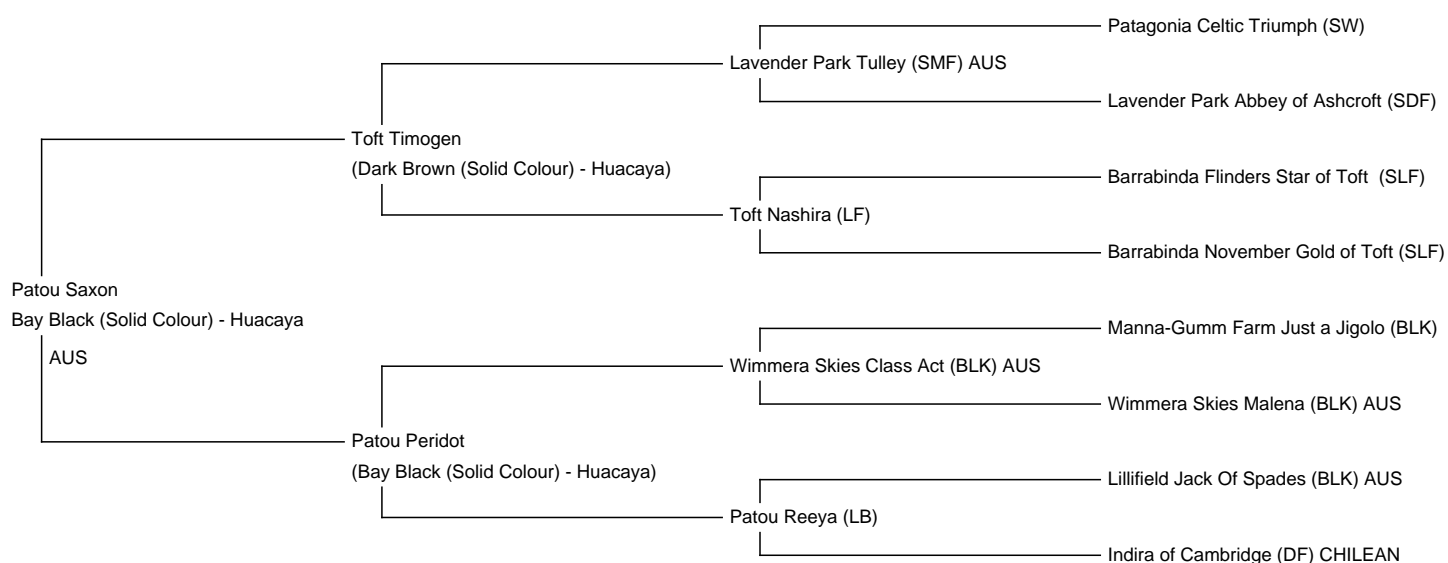 Patagonia Celtic Triumph (SW)
Lavender Park Tulley (SMF) AUS
Lavender Park Abbey of Ashcroft (SDF)
Toft Timogen
(Dark Brown (Solid Colour) - Huacaya)
Barrabinda Flinders Star of Toft  (SLF)
Toft Nashira (LF)
Barrabinda November Gold of Toft (SLF)
Patou Saxon
Bay Black (Solid Colour) - Huacaya
AUS
Manna-Gumm Farm Just a Jigolo (BLK)
Wimmera Skies Class Act (BLK) AUS
Wimmera Skies Malena (BLK) AUS
Patou Peridot
(Bay Black (Solid Colour) - Huacaya)
Lillifield Jack Of Spades (BLK) AUS
Patou Reeya (LB)
Indira of Cambridge (DF) CHILEAN